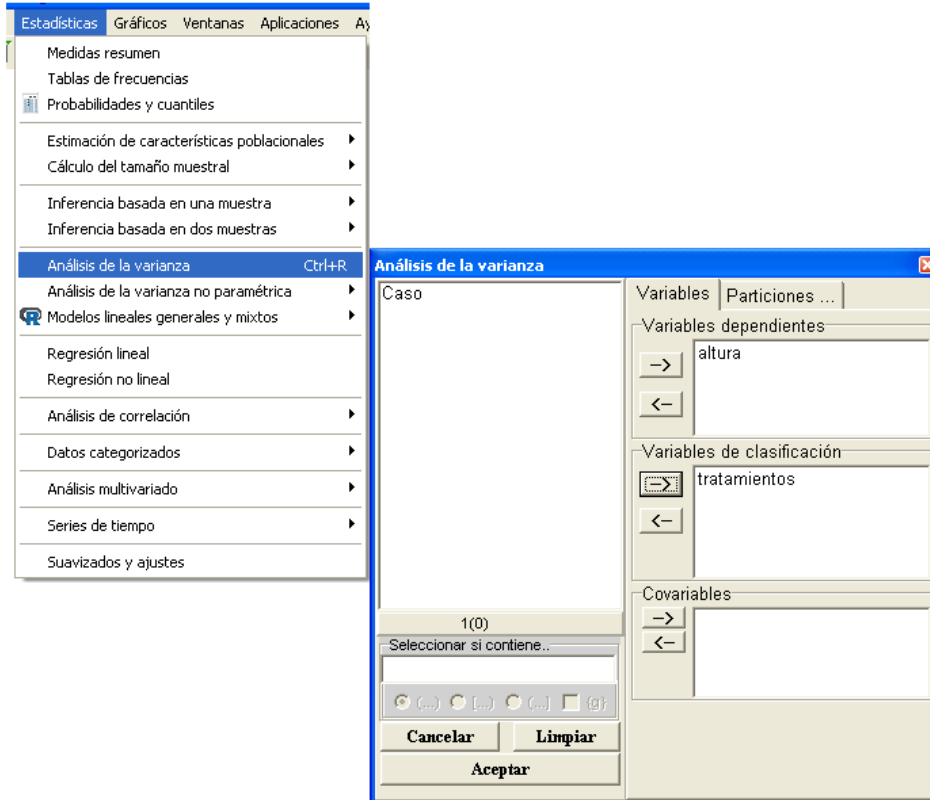 Estadísticas Gráficos Ventanas Aplicaciones Ay
Medidas resumen
Tablas de frecuencias
Probabilidades y cuantiles
Estimación de características poblacionales
Cálculo del tamaño muestral
Inferencia basada en una muestra
Inferencia basada en dos muestras
Análisis de la varianza Ctrl+R
Análisis de la varianza no paramétrica
Modelos lineales generales y mixtos
Regresión lineal
Regresión no lineal
Análisis de correlación
Datos categorizados
Análisis multivariado
Series de tiempo
Suavizados y ajustes
Análisis de la varianza
Caso
1(0)
Seleccionar si contiene..
(...) [...) (...] {g}
Cancelar Limpiar
Aceptar
Variables Particiones ...
Variables dependientes
-> altura
<-
Variables de clasificación
-> tratamientos
<-
Covariables
->
<-